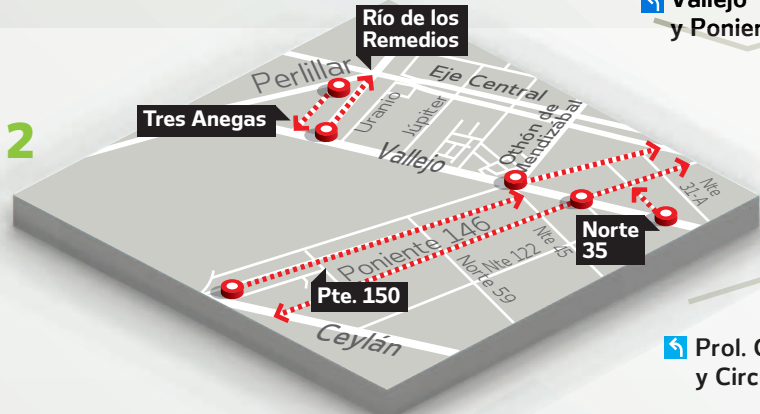 Vallejo
y Ponien
Río de los
Remedios
Perlillar
Eje Central
Tres Anegas
Uranio
Júpiter
Othón de
Mendizábal
2
Vallejo
Nte
31-A
Norte
35
Poniente 146
Nte 45
Nte 122
Norte 59
Pte. 150
Ceylán
Prol. C
y Circ